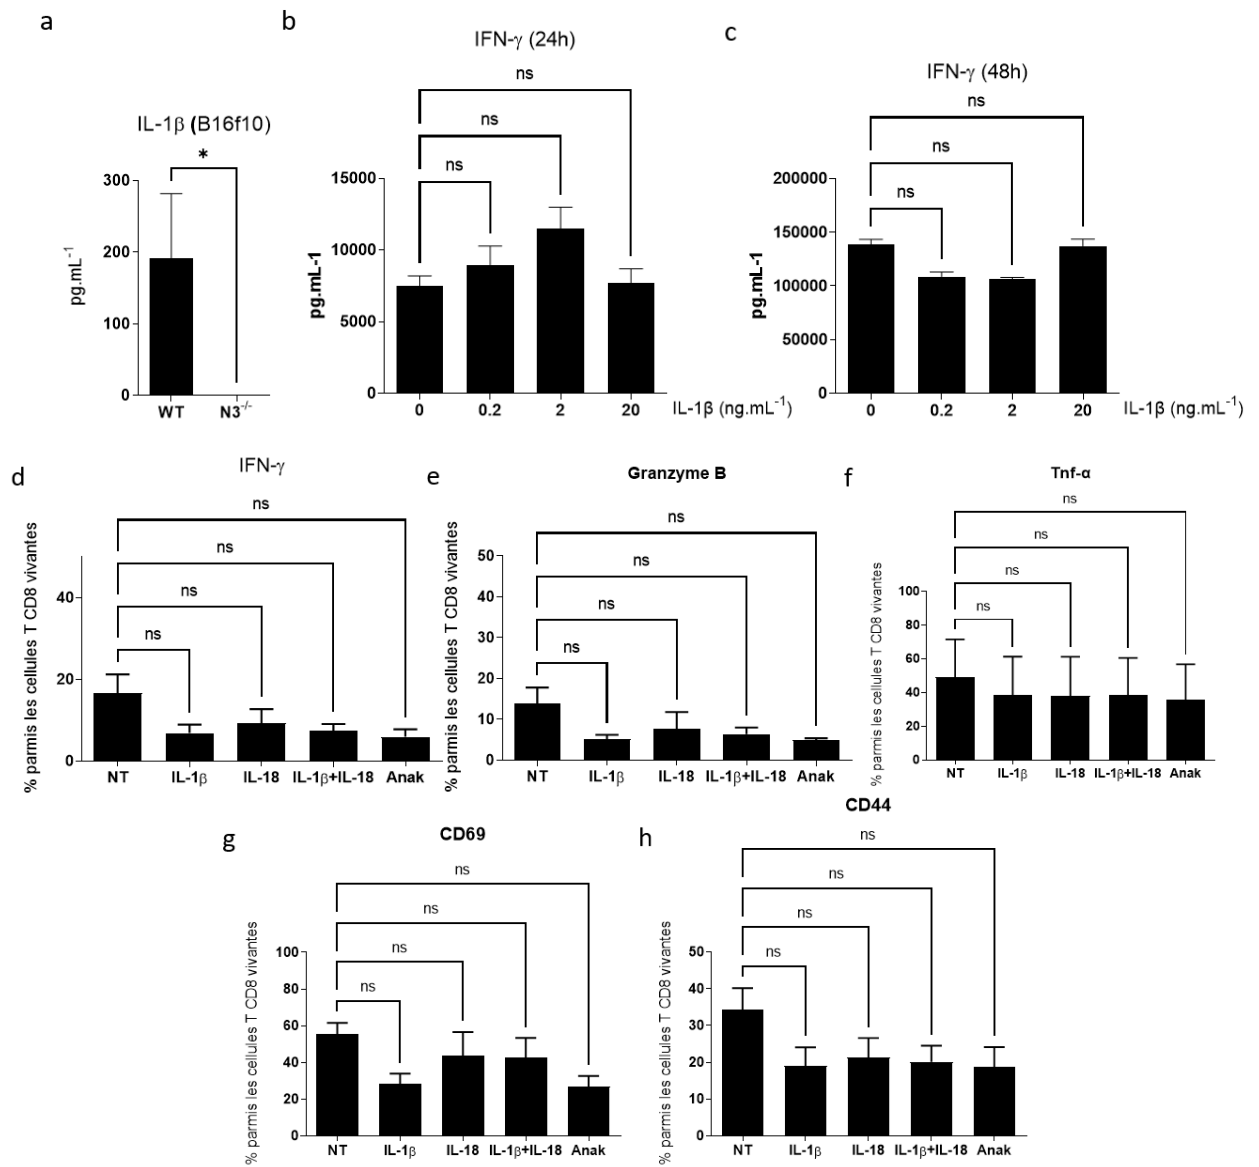 a
IL-1β (B16f10)
*
300
200
100
0
pg.mL⁻¹
WT N3⁻/⁻
b
IFN-γ (24h)
ns
ns
ns
15000
10000
5000
0
pg.mL-1
0 0.2 2 20 IL-1β (ng.mL⁻¹)
c
IFN-γ (48h)
ns
ns
ns
200000
150000
100000
50000
0
pg.mL-1
0 0.2 2 20 IL-1β (ng.mL⁻¹)
d
IFN-γ
ns
ns
ns
ns
40
20
0
% parmis les cellules T CD8 vivantes
NT IL-1β IL-18 IL-1β+IL-18 Anak
e
Granzyme B
ns
ns
ns
ns
50
40
30
20
10
0
% parmis les cellules T CD8 vivantes
NT IL-1β IL-18 IL-1β+IL-18 Anak
f
Tnf-α
ns
ns
ns
ns
100
80
60
40
20
0
% parmis les cellules T CD8 vivantes
NT IL-1β IL-18 IL-1β+IL-18 Anak
g
CD69
ns
ns
ns
ns
100
80
60
40
20
0
% parmis les cellules T CD8 vivantes
NT IL-1β IL-18 IL-1β+IL-18 Anak
h
CD44
ns
ns
ns
ns
50
40
30
20
10
0
% parmis les cellules T CD8 vivantes
NT IL-1β IL-18 IL-1β+IL-18 Anak